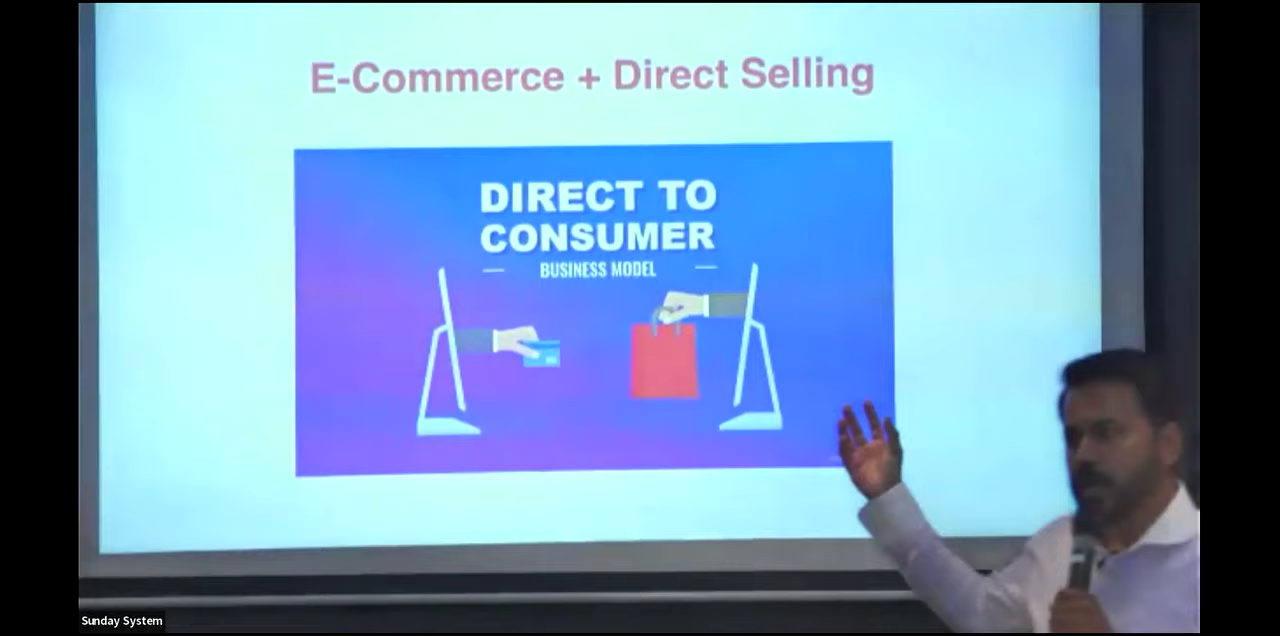 E-Commerce + Direct Selling
DIRECT TO
CONSUMER
BUSINESS MODEL
Sunday System